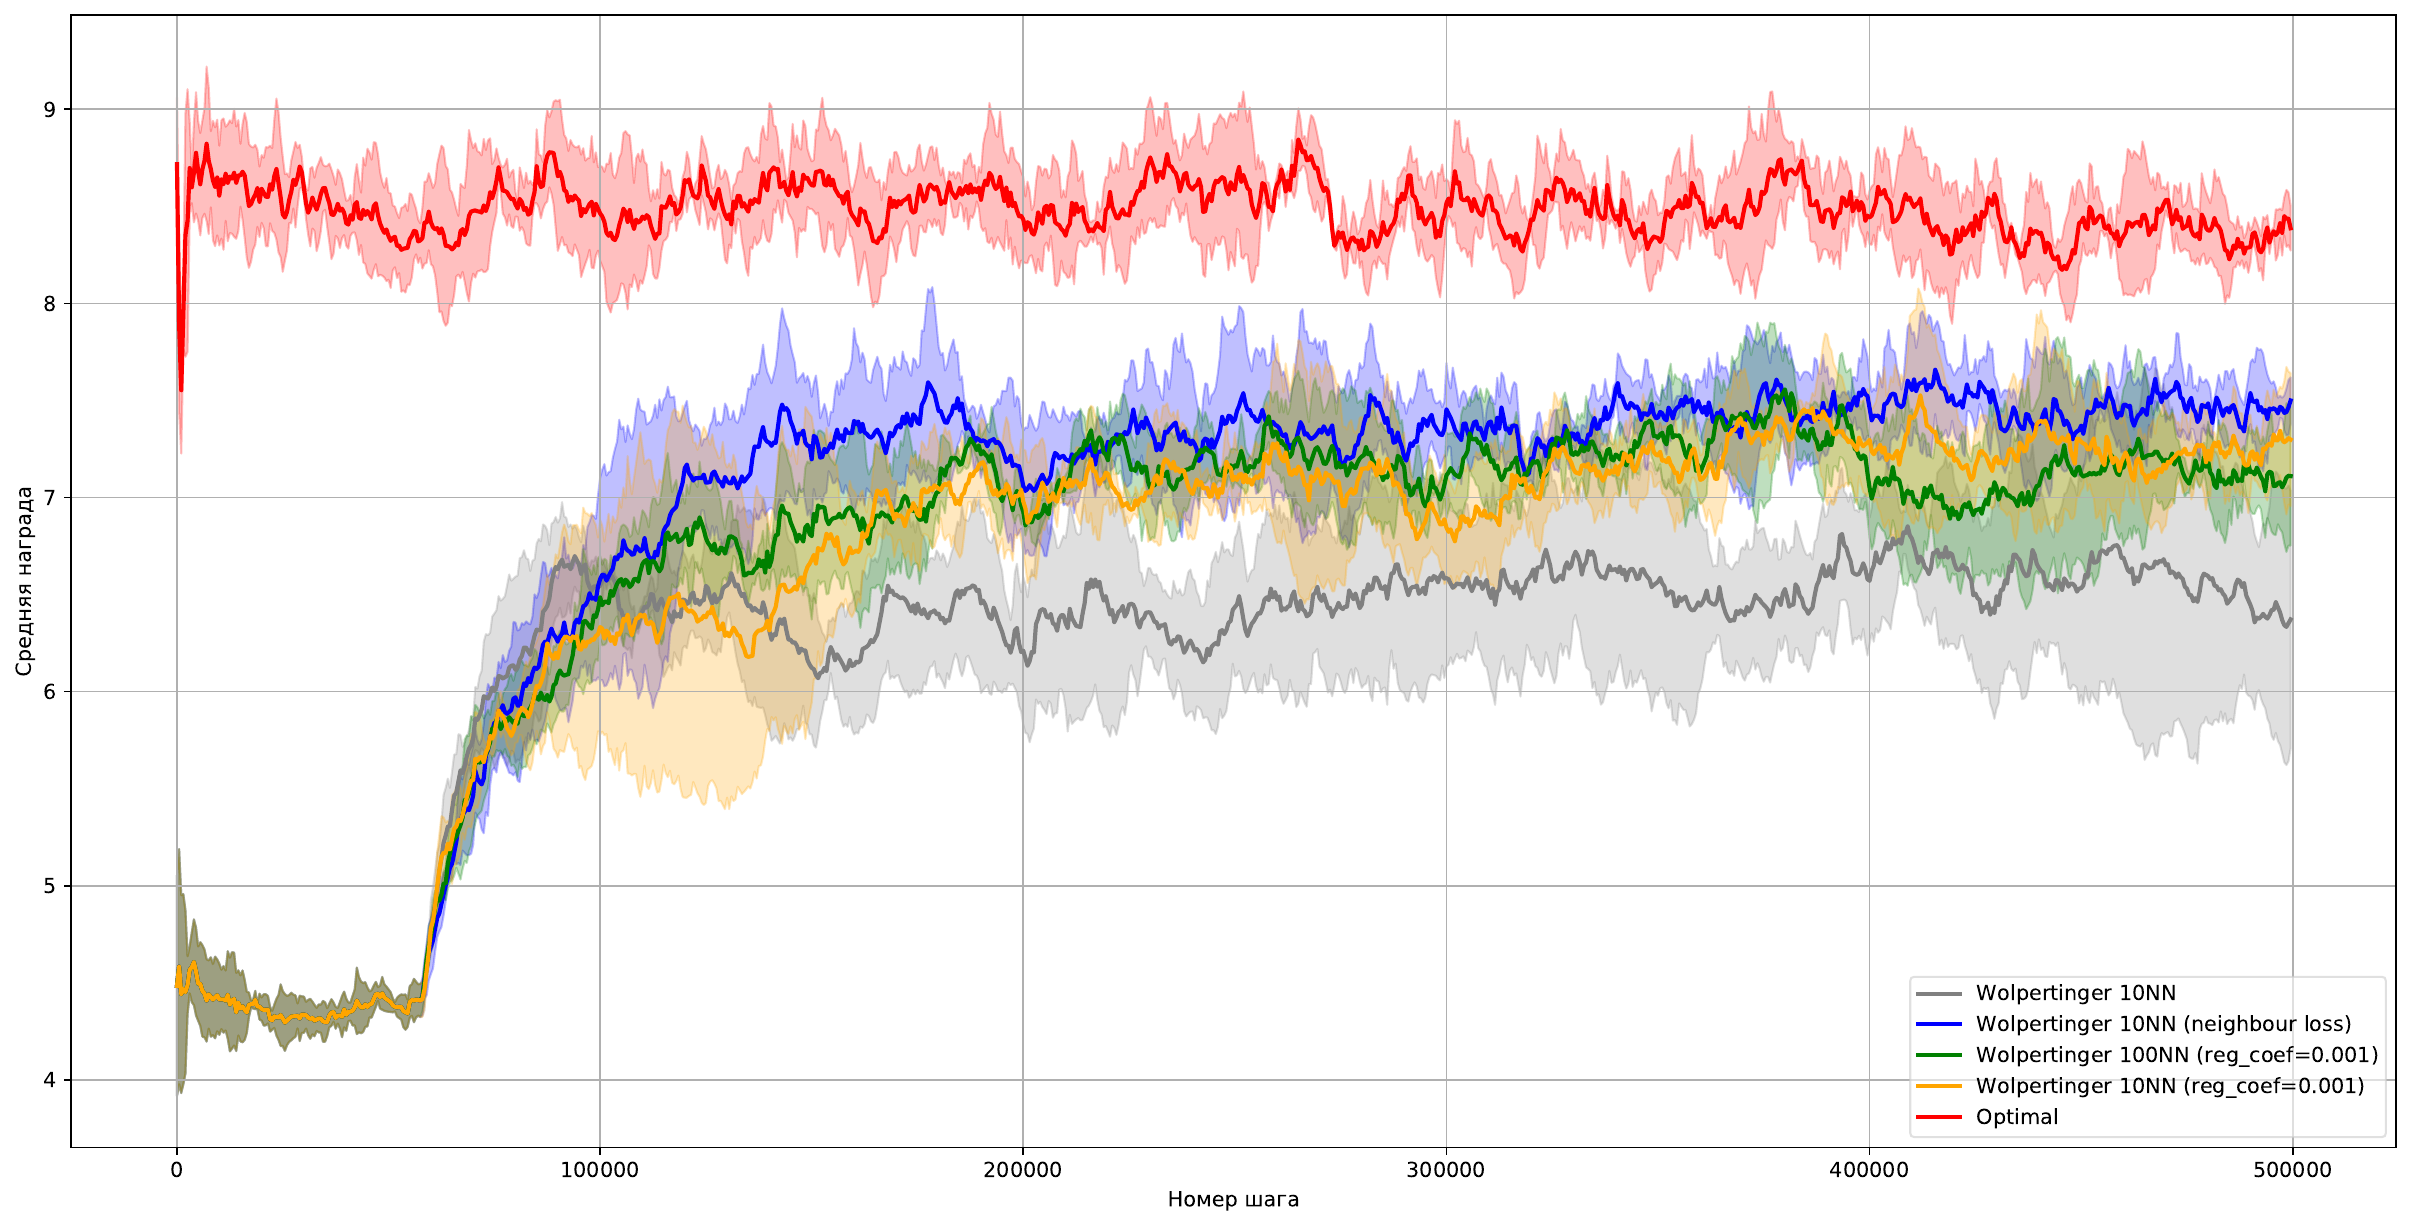 9
8
7
6
5
4
Средняя награда
0
100000
200000
300000
400000
500000
Номер шага
Wolpertinger 10NN
Wolpertinger 10NN (neighbour loss)
Wolpertinger 100NN (reg_coef=0.001)
Wolpertinger 10NN (reg_coef=0.001)
Optimal